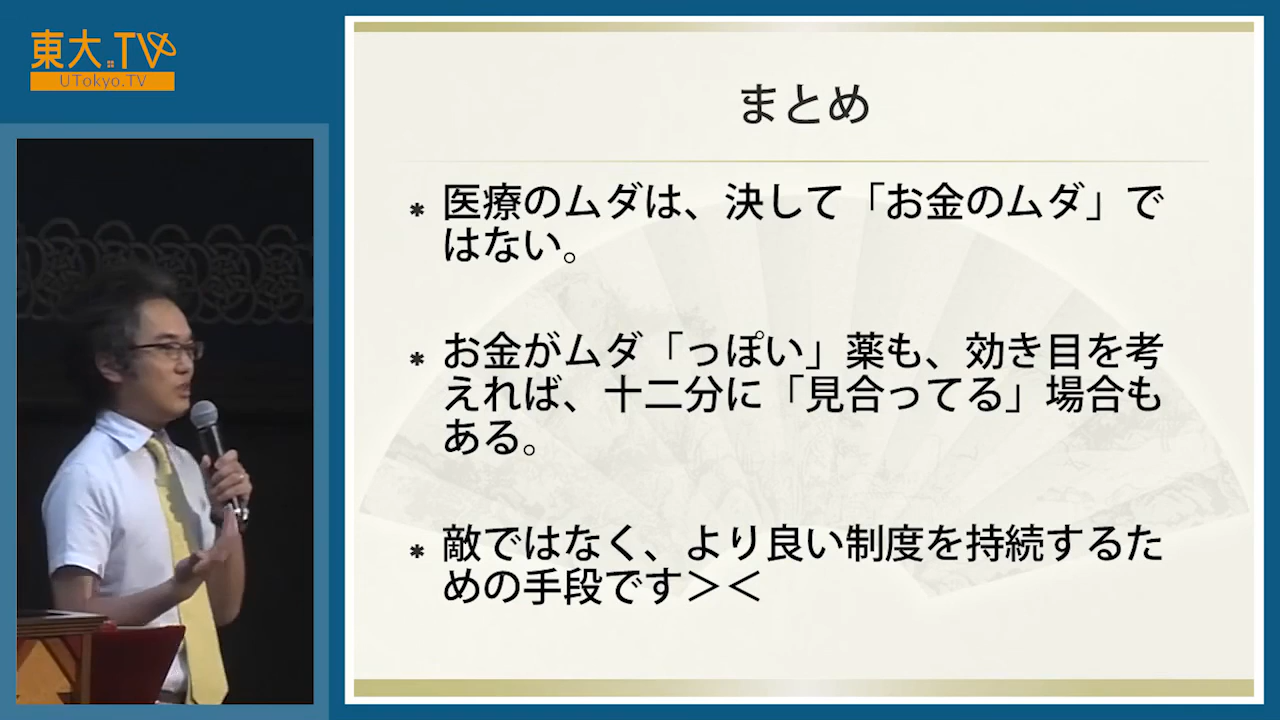 東大.TV
UTokyo.TV
まとめ
* 医療のムダは、決して「お金のムダ」で
はない。
* お金がムダ「っぽい」薬も、効き目を考
えれば、十二分に「見合ってる」場合も
ある。
* 敵ではなく、より良い制度を持続するた
めの手段です＞＜